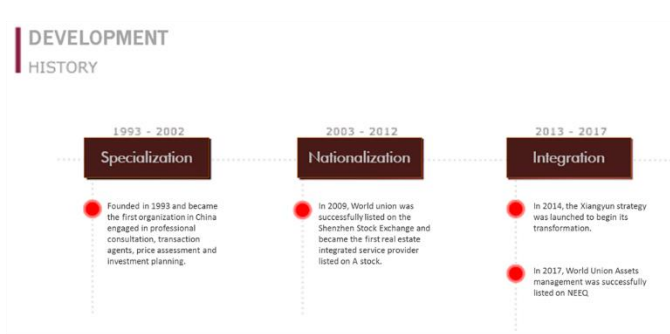 DEVELOPMENT
HISTORY
1993 - 2002
Specialization
Founded in 1993 and became
the first organization in China
engaged in professional
consultation, transaction
agents, price assessment and
investment planning.
2003 - 2012
Nationalization
In 2009, World union was
successfully listed on the
Shenzhen Stock Exchange and
became the first real estate
integrated service provider
listed on A stock.
2013 - 2017
Integration
In 2014, the Xiangyun strategy
was launched to begin its
transformation.
In 2017, World Union Assets
management was successfully
listed on NEEQ